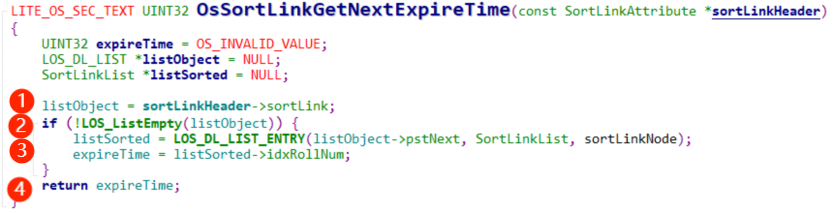 LITE_OS_SEC_TEXT UINT32 OsSortLinkGetNextExpireTime(const SortLinkAttribute *sortLinkHeader)
{
    UINT32 expireTime = OS_INVALID_VALUE;
    LOS_DL_LIST *listObject = NULL;
    SortLinkList *listSorted = NULL;
1   listObject = sortLinkHeader->sortLink;
2   if (!LOS_ListEmpty(listObject)) {
        listSorted = LOS_DL_LIST_ENTRY(listObject->pstNext, SortLinkList, sortLinkNode);
3       expireTime = listSorted->idxRollNum;
    }
4   return expireTime;
}